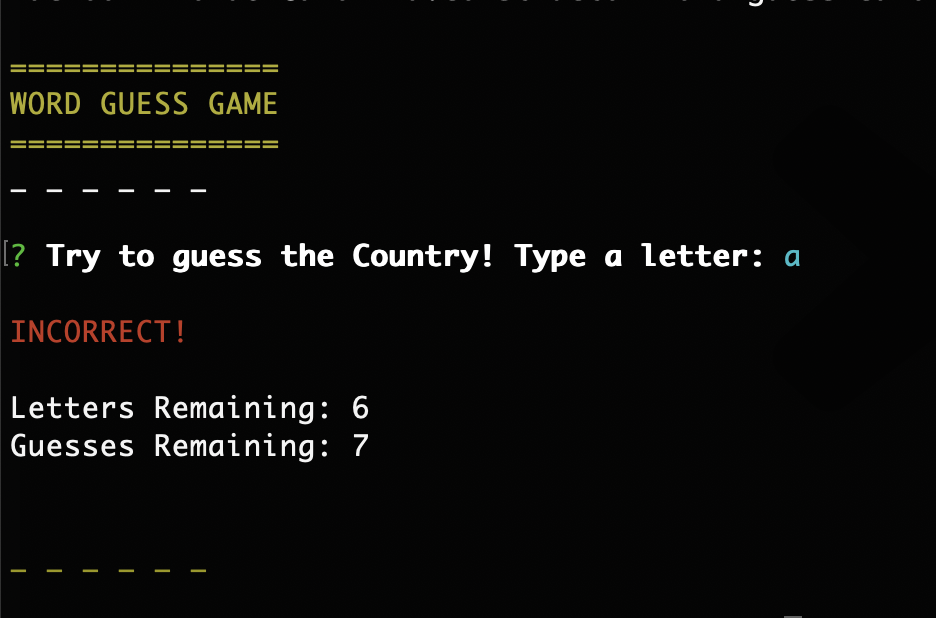 ===============
WORD GUESS GAME
===============
_ _ _ _ _ _
? Try to guess the Country! Type a letter: a
INCORRECT!
Letters Remaining: 6
Guesses Remaining: 7
_ _ _ _ _ _